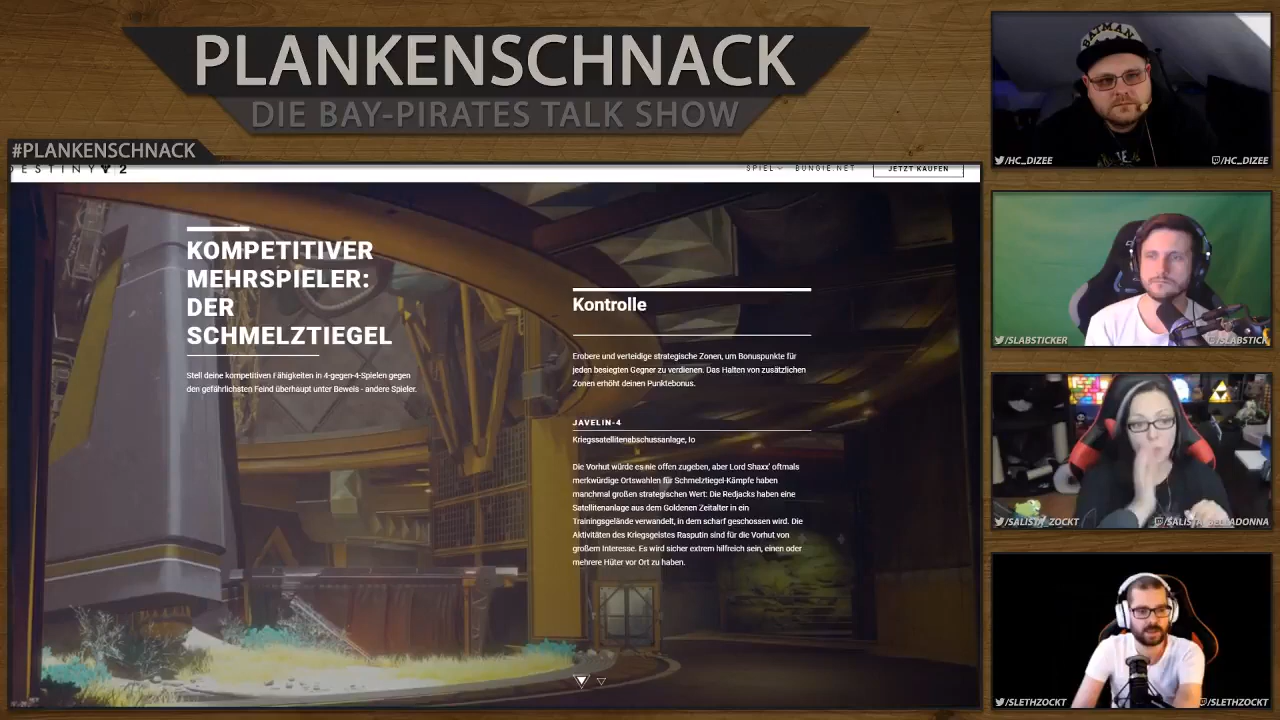 PLANKENSCHNACK
DIE BAY-PIRATES TALK SHOW
#PLANKENSCHNACK
DESTINY 2
SPIEL
BUNGIE.NET
JETZT KAUFEN
KOMPETITIVER
MEHRSPIELER:
DER
SCHMELZTIEGEL
Stell deine kompetitiven Fähigkeiten in 4-gegen-4-Spielen gegen
den gefährlichsten Feind überhaupt unter Beweis - andere Spieler.
Kontrolle
Erobere und verteidige strategische Zonen, um Bonuspunkte für
jeden besiegten Gegner zu verdienen. Das Halten von zusätzlichen
Zonen erhöht deinen Punktebonus.
JAVELIN-4
Kriegssatellitenabschussanlage, Io
Die Vorhut würde es nie offen zugeben, aber Lord Shaxx' oftmals
merkwürdige Ortswahlen für Schmelztiegel-Kämpfe haben
manchmal großen strategischen Wert: Die Redjacks haben eine
Satellitenanlage aus dem Goldenen Zeitalter in ein
Trainingsgelände verwandelt, in dem scharf geschossen wird. Die
Aktivitäten des Kriegsgeistes Rasputin sind für die Vorhut von
großem Interesse. Es wird sicher extrem hilfreich sein, einen oder
mehrere Hüter vor Ort zu haben.
BATMAN
/HC_DIZEE
/HC_DIZEE
/SLABSTICKER
/SLABSTICK
/SALISTA_ZOCKT
/SALISTA_BELLADONNA
/SLETHZOCKT
/SLETHZOCKT